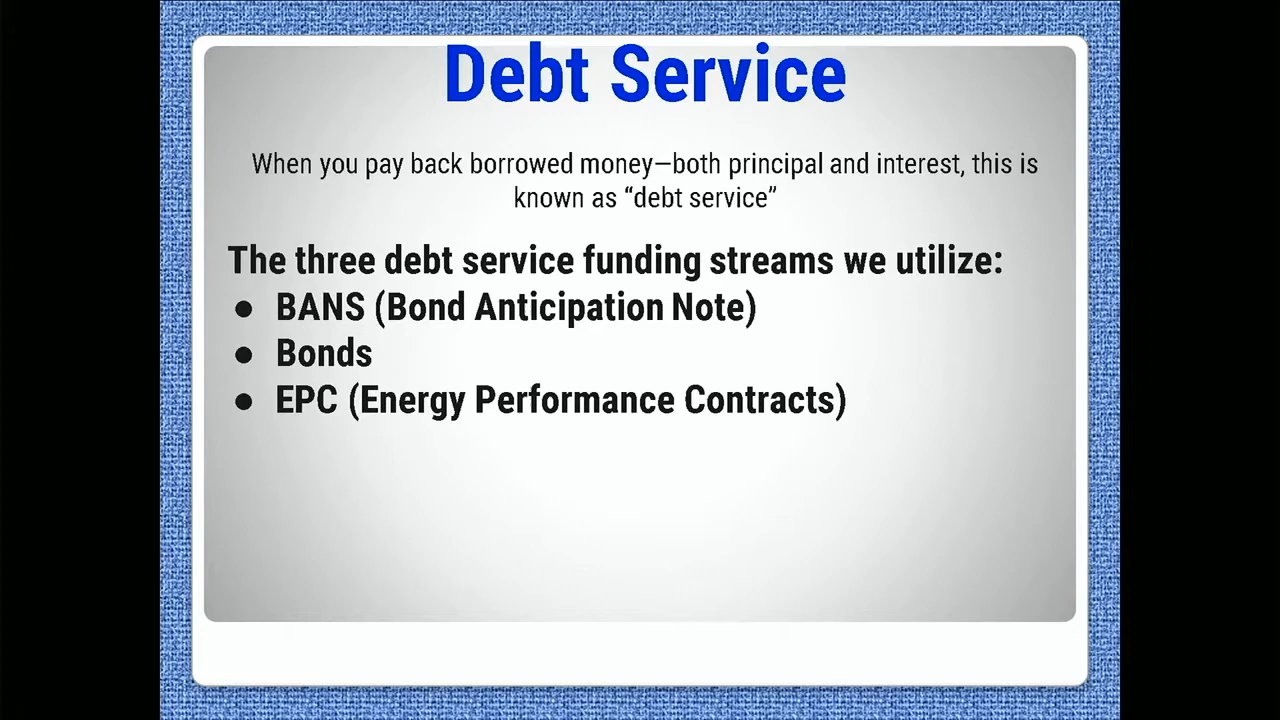 Debt Service
When you pay back borrowed money—both principal and interest, this is
known as “debt service”
The three debt service funding streams we utilize:
● BANS (Bond Anticipation Note)
● Bonds
● EPC (Energy Performance Contracts)